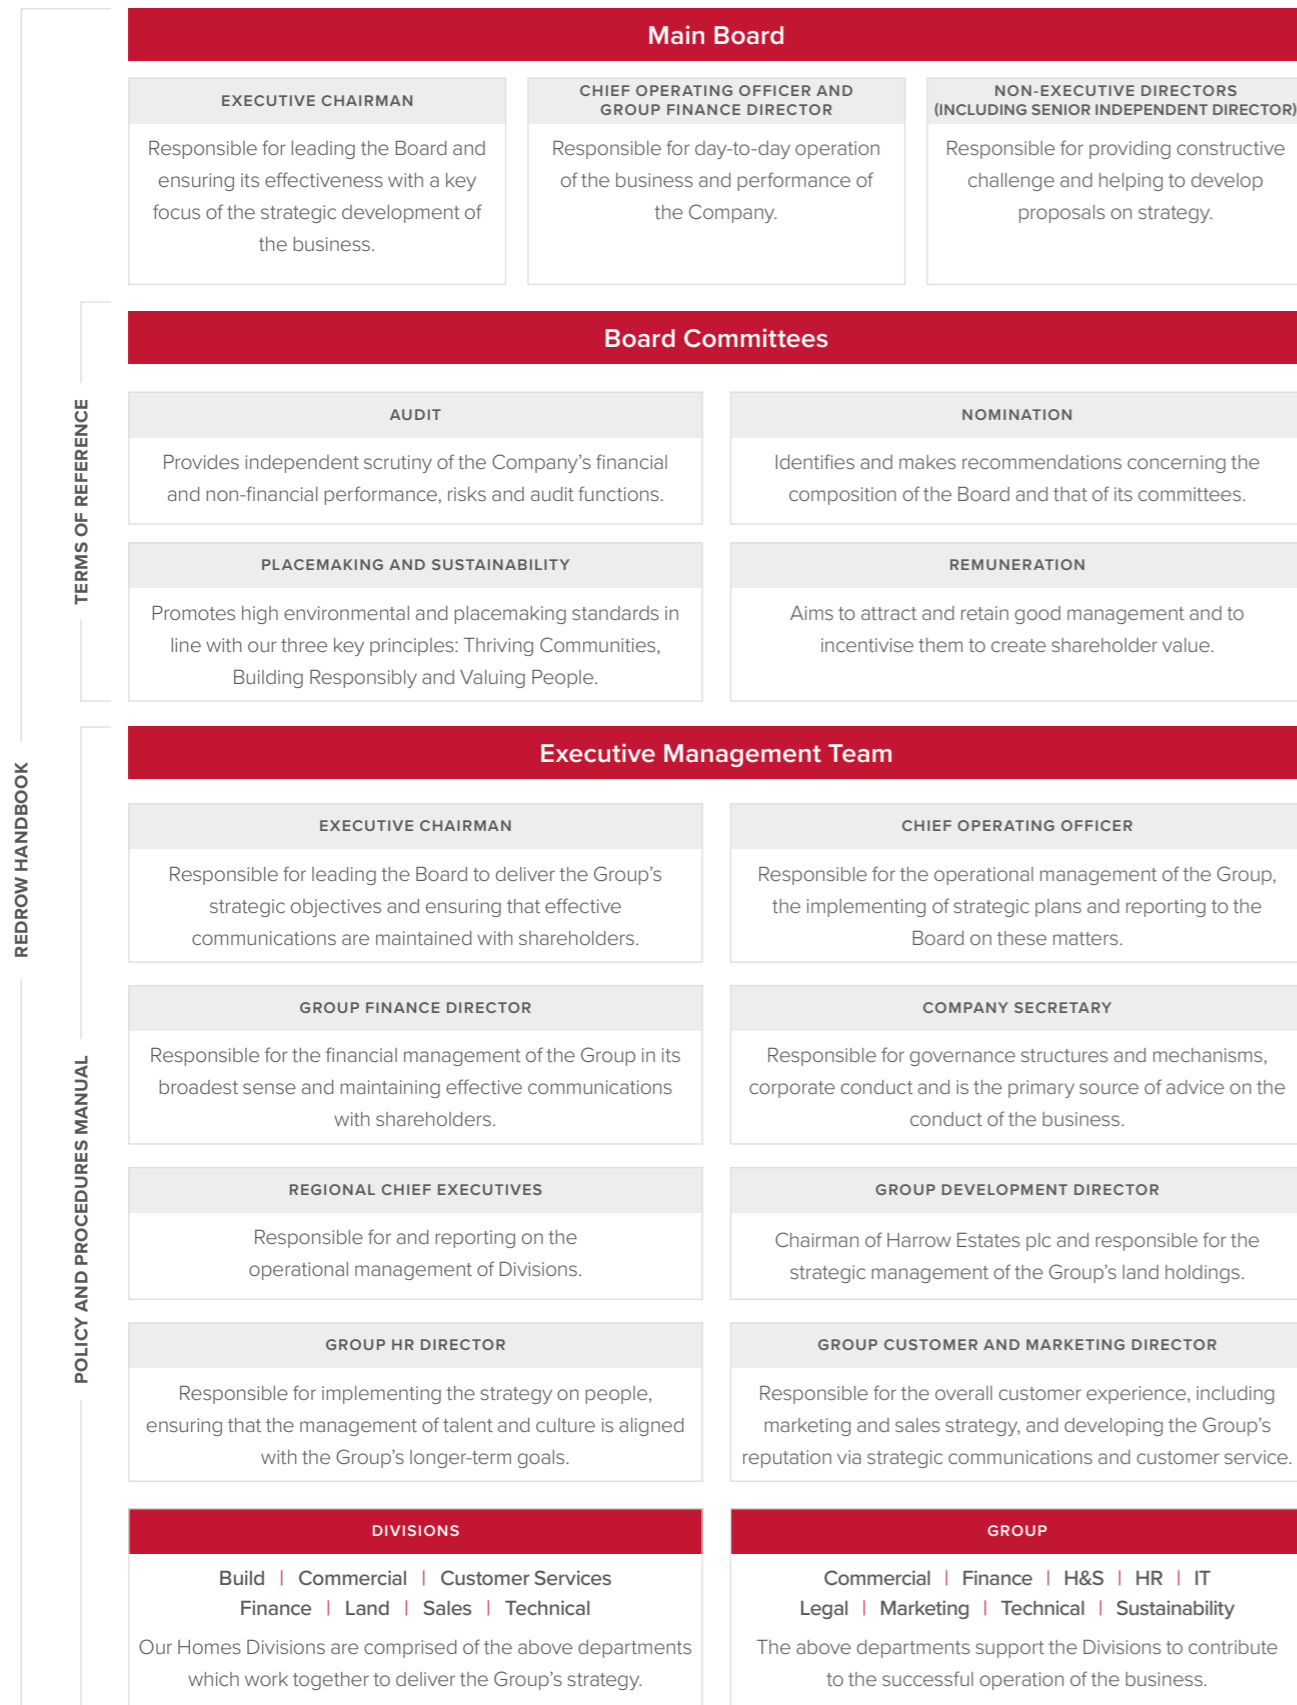 Main Board
EXECUTIVE CHAIRMAN
Responsible for leading the Board and
ensuring its effectiveness with a key
focus of the strategic development of
the business.
CHIEF OPERATING OFFICER AND
GROUP FINANCE DIRECTOR
Responsible for day-to-day operation
of the business and performance of
the Company.
NON-EXECUTIVE DIRECTORS
(INCLUDING SENIOR INDEPENDENT DIRECTOR)
Responsible for providing constructive
challenge and helping to develop
proposals on strategy.
Board Committees
AUDIT
Provides independent scrutiny of the Company's financial
and non-financial performance, risks and audit functions.
NOMINATION
Identifies and makes recommendations concerning the
composition of the Board and that of its committees.
PLACEMAKING AND SUSTAINABILITY
Promotes high environmental and placemaking standards in
line with our three key principles: Thriving Communities,
Building Responsibly and Valuing People.
REMUNERATION
Aims to attract and retain good management and to
incentivise them to create shareholder value.
TERMS OF REFERENCE
Executive Management Team
EXECUTIVE CHAIRMAN
Responsible for leading the Board to deliver the Group's
strategic objectives and ensuring that effective
communications are maintained with shareholders.
CHIEF OPERATING OFFICER
Responsible for the operational management of the Group,
the implementing of strategic plans and reporting to the
Board on these matters.
GROUP FINANCE DIRECTOR
Responsible for the financial management of the Group in its
broadest sense and maintaining effective communications
with shareholders.
COMPANY SECRETARY
Responsible for governance structures and mechanisms,
corporate conduct and is the primary source of advice on the
conduct of the business.
REGIONAL CHIEF EXECUTIVES
Responsible for and reporting on the
operational management of Divisions.
GROUP DEVELOPMENT DIRECTOR
Chairman of Harrow Estates plc and responsible for the
strategic management of the Group's land holdings.
GROUP HR DIRECTOR
Responsible for implementing the strategy on people,
ensuring that the management of talent and culture is aligned
with the Group's longer-term goals.
GROUP CUSTOMER AND MARKETING DIRECTOR
Responsible for the overall customer experience, including
marketing and sales strategy, and developing the Group's
reputation via strategic communications and customer service.
DIVISIONS
Build | Commercial | Customer Services
Finance | Land | Sales | Technical
Our Homes Divisions are comprised of the above departments
which work together to deliver the Group's strategy.
GROUP
Commercial | Finance | H&S | HR | IT
Legal | Marketing | Technical | Sustainability
The above departments support the Divisions to contribute
to the successful operation of the business.
POLICY AND PROCEDURES MANUAL
REDROW HANDBOOK